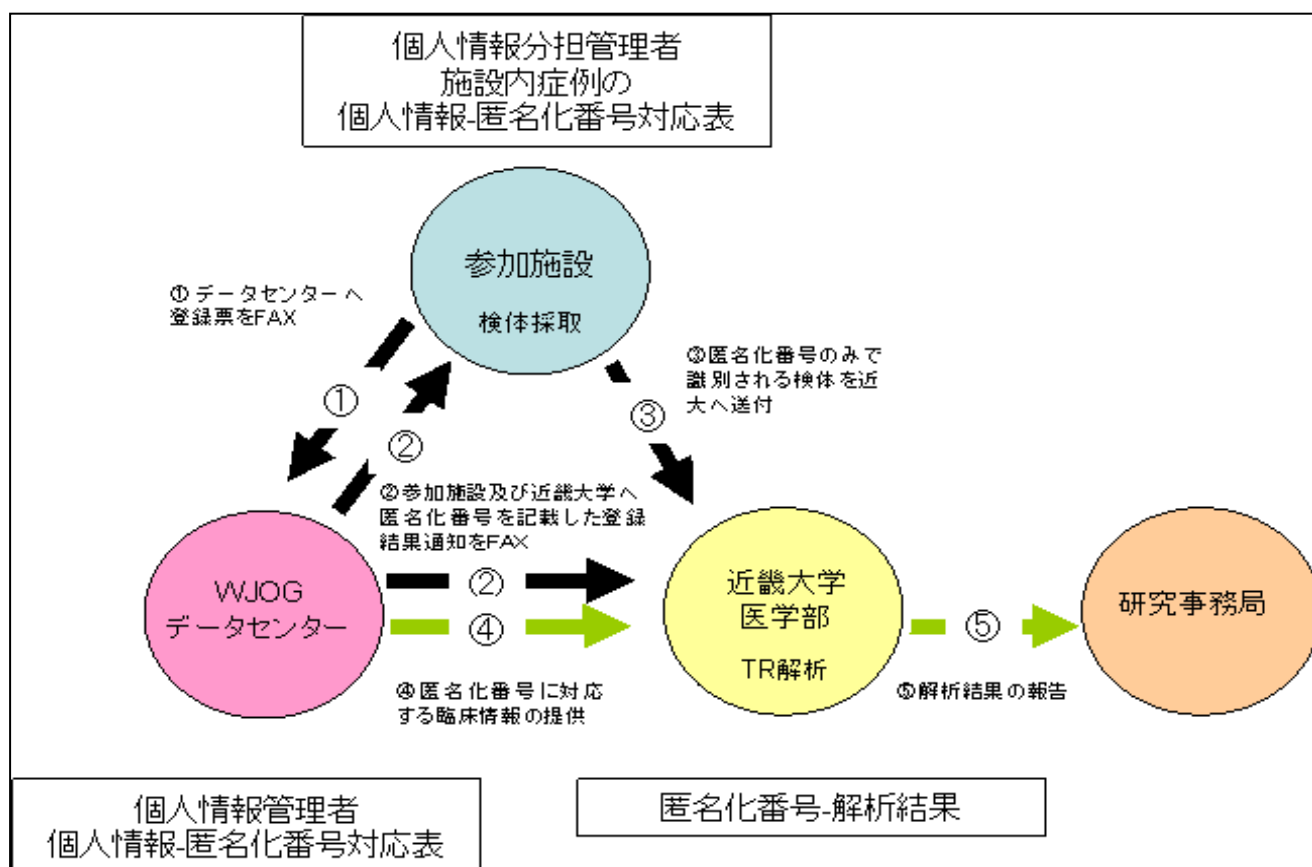 個人情報分担管理者
施設内症例の
個人情報-匿名化番号対応表
参加施設
検体採取
①データセンターへ
登録票をFAX
③匿名化番号のみで
識別される検体を近
大へ送付
①
②
③
②参加施設及び近畿大学へ
匿名化番号を記載した登録
結果通知をFAX
WJOG
データセンター
②
④
近畿大学
医学部
TR解析
⑤
研究事務局
④匿名化番号に対応
する臨床情報の提供
⑤解析結果の報告
個人情報管理者
個人情報-匿名化番号対応表
匿名化番号-解析結果